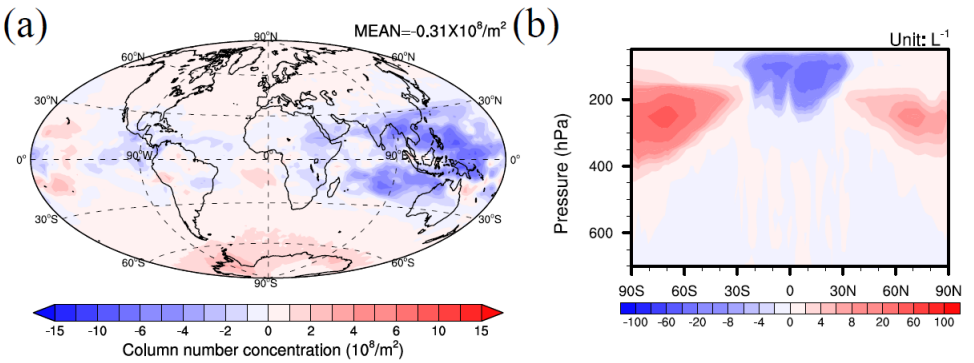 (a)
MEAN=-0.31X10⁸/m²
90°N
60°N
60°N
30°N
30°N
0°
90°W
0
90°E
0°
30°S
30°S
60°S
60°S
90°S
-15 -10 -6 -4 -2 0 2 4 6 10 15
Column number concentration (10⁸/m²)
(b)
Unit: L⁻¹
Pressure (hPa)
200
400
600
90S 60S 30S 0 30N 60N 90N
-100 -60 -20 -8 -4 0 4 8 20 60 100